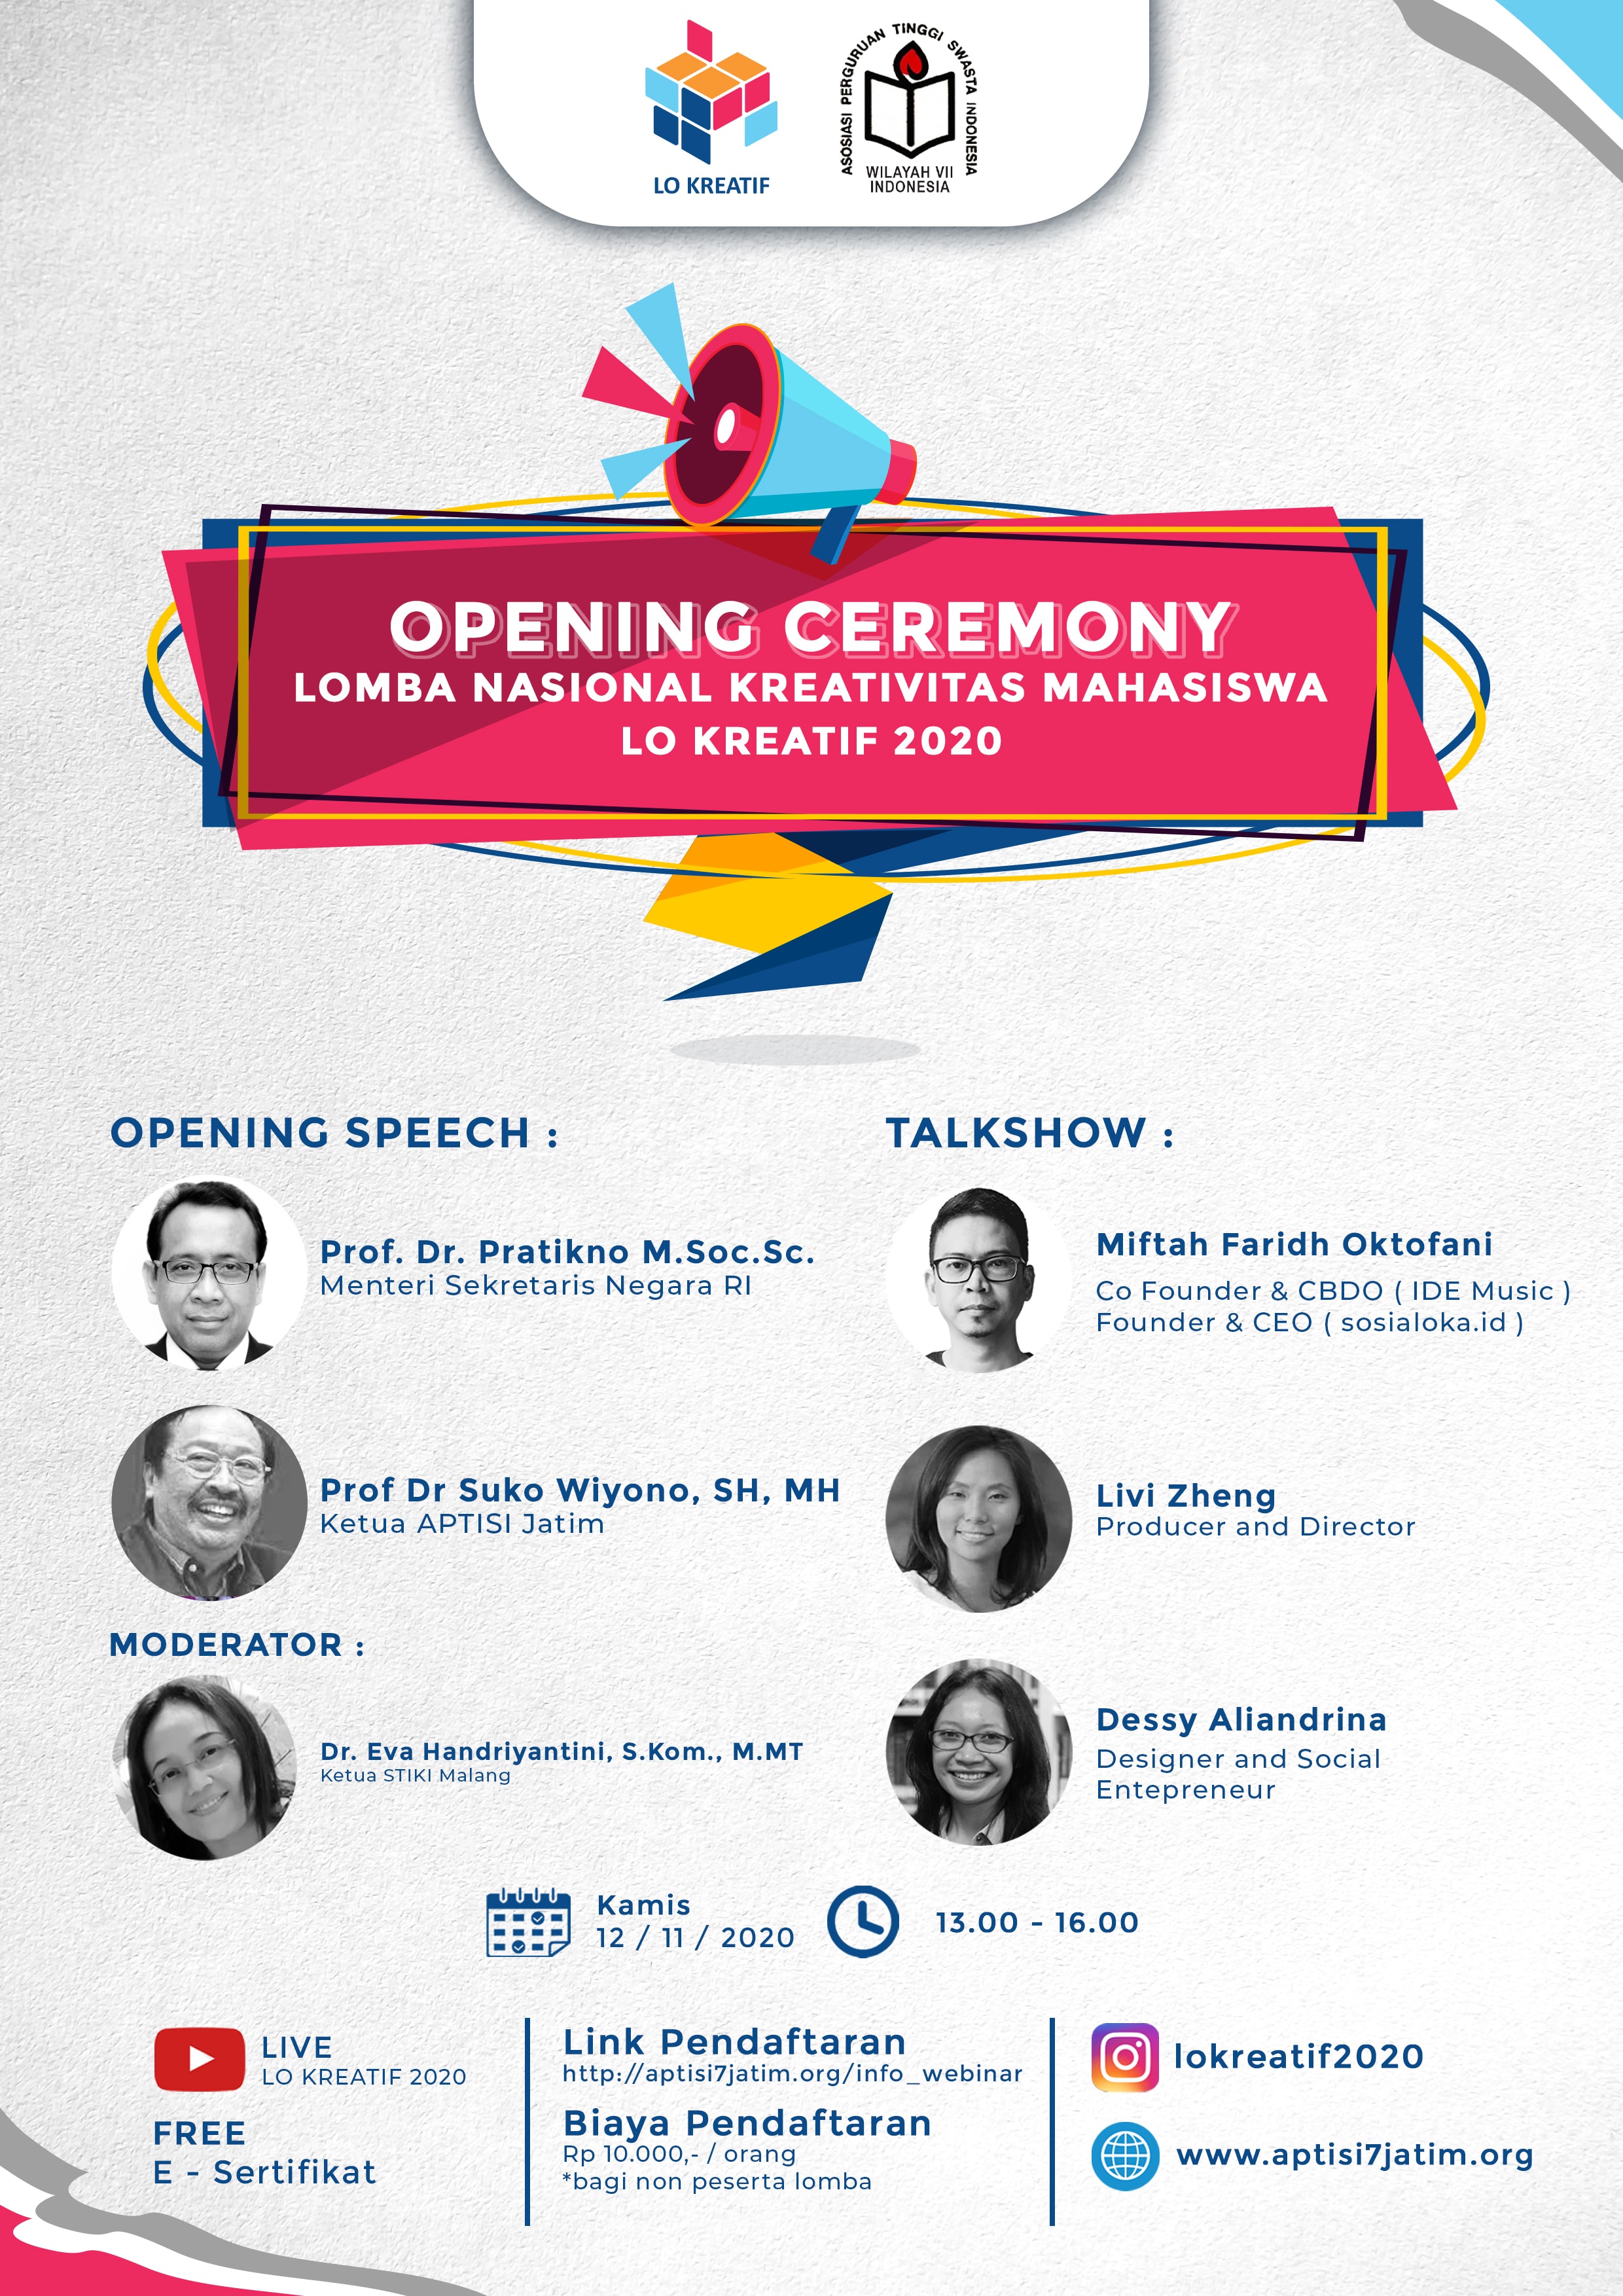 LO KREATIF
ASOSIASI PERGURUAN TINGGI SWASTA INDONESIA
WILAYAH VII
INDONESIA
OPENING CEREMONY
LOMBA NASIONAL KREATIVITAS MAHASISWA
LO KREATIF 2020
OPENING SPEECH :
Prof. Dr. Pratikno M.Soc.Sc.
Menteri Sekretaris Negara RI
Prof Dr Suko Wiyono, SH, MH
Ketua APTISI Jatim
MODERATOR :
Dr. Eva Handriyantini, S.Kom., M.MT
Ketua STIKI Malang
TALKSHOW :
Miftah Faridh Oktofani
Co Founder & CBDO ( IDE Music )
Founder & CEO ( sosialoka.id )
Livi Zheng
Producer and Director
Dessy Aliandrina
Designer and Social
Entepreneur
Kamis
12 / 11 / 2020
13.00 - 16.00
LIVE
LO KREATIF 2020
FREE
E - Sertifikat
Link Pendaftaran
http://aptisi7jatim.org/info_webinar
Biaya Pendaftaran
Rp 10.000,- / orang
*bagi non peserta lomba
lokreatif2020
www.aptisi7jatim.org